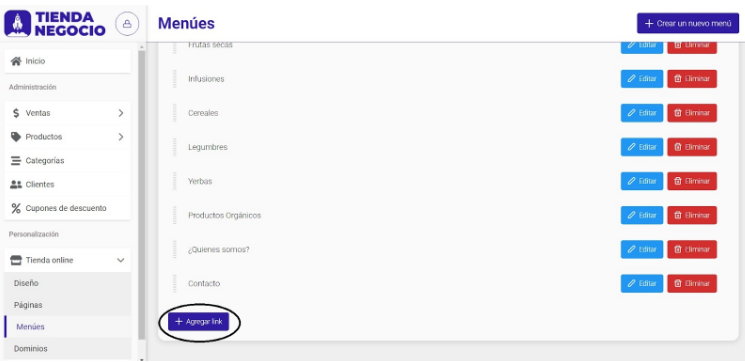 TIENDA
NEGOCIO
Menúes
+ Crear un nuevo menú
Inicio
Administración
Ventas
Productos
Categorías
Clientes
Cupones de descuento
Personalización
Tienda online
Diseño
Páginas
Menúes
Dominios
Frutas secas Editar Eliminar
Infusiones Editar Eliminar
Cereales Editar Eliminar
Legumbres Editar Eliminar
Yerbas Editar Eliminar
Productos Orgánicos Editar Eliminar
¿Quienes somos? Editar Eliminar
Contacto Editar Eliminar
+ Agregar link